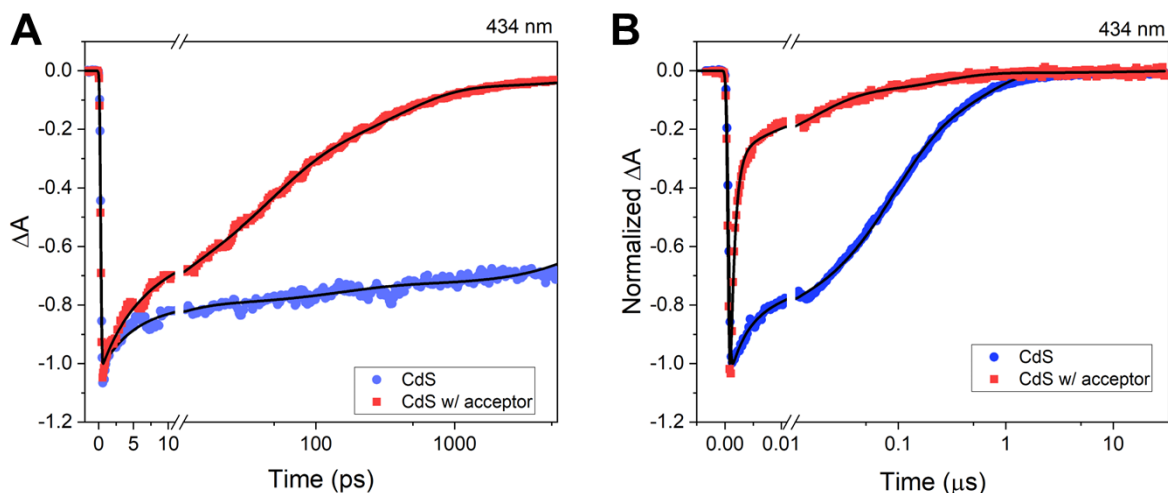 A
434 nm
0.0
-0.2
-0.4
-0.6
-0.8
-1.0
-1.2
ΔA
CdS
CdS w/ acceptor
0 5 10 100 1000
Time (ps)
B
434 nm
0.0
-0.2
-0.4
-0.6
-0.8
-1.0
-1.2
Normalized ΔA
CdS
CdS w/ acceptor
0.00 0.01 0.1 1 10
Time (μs)